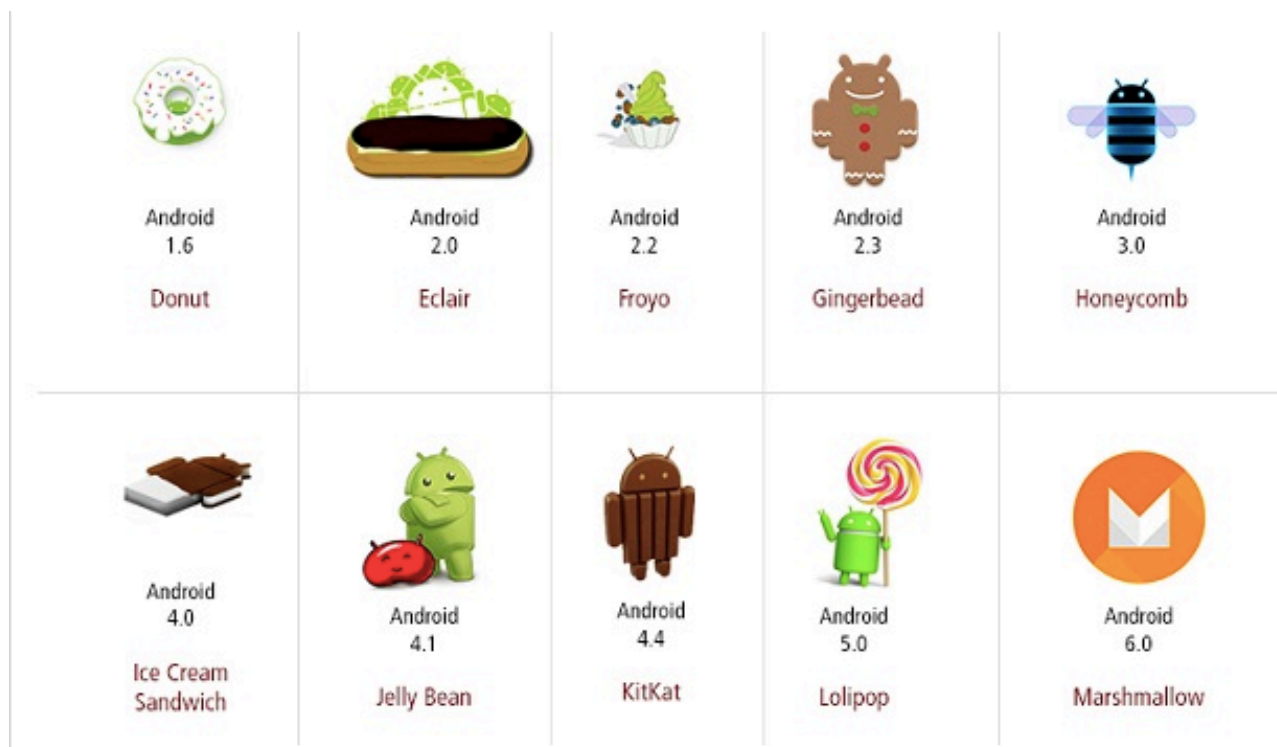 Android
1.6
Donut
Android
2.0
Eclair
Android
2.2
Froyo
Android
2.3
Gingerbead
Android
3.0
Honeycomb
Android
4.0
Ice Cream
Sandwich
Android
4.1
Jelly Bean
Android
4.4
KitKat
Android
5.0
Lolipop
Android
6.0
Marshmallow